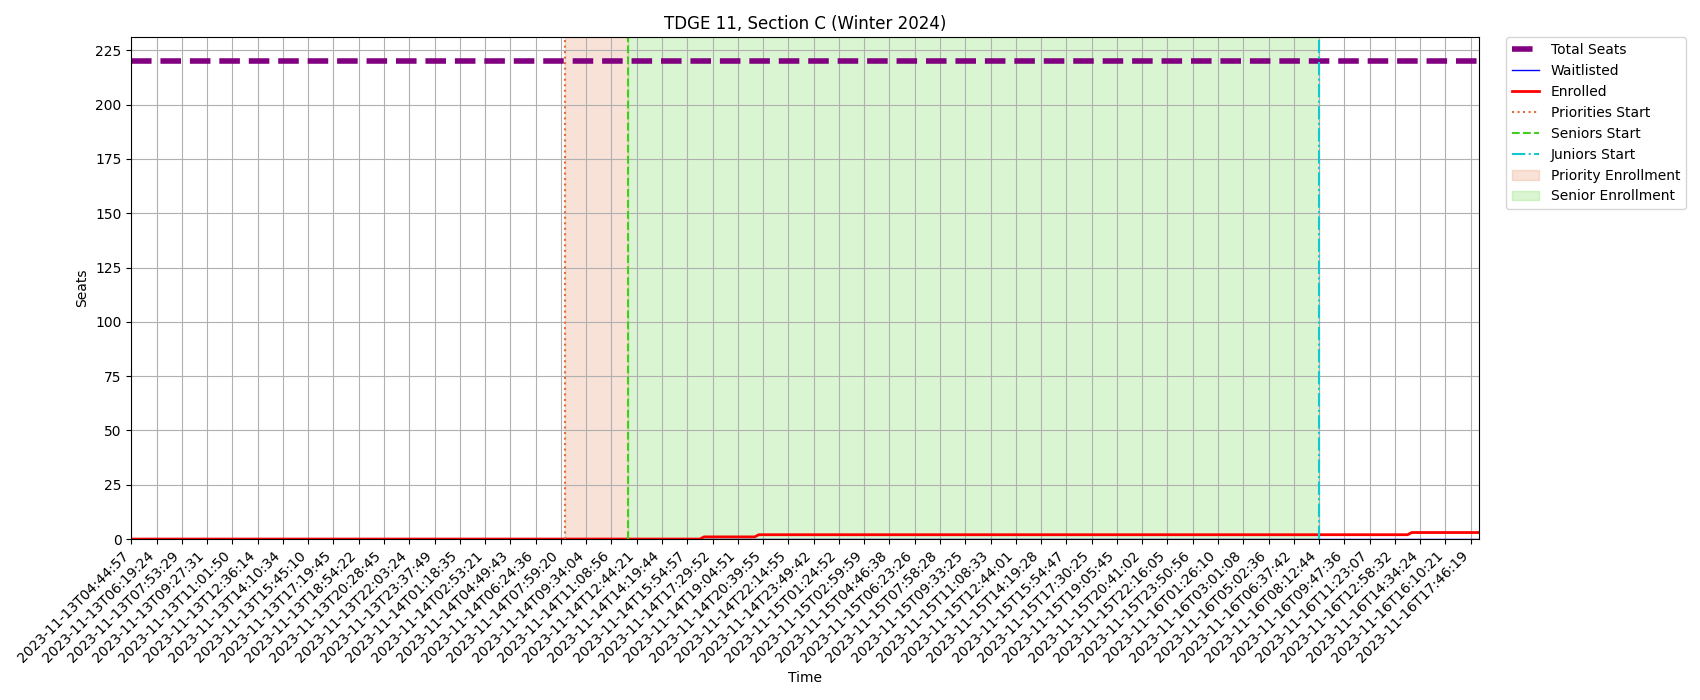 TDGE 11, Section C (Winter 2024)
225
200
175
150
125
100
75
50
25
0
Seats
Total Seats
Waitlisted
Enrolled
Priorities Start
Seniors Start
Juniors Start
Priority Enrollment
Senior Enrollment
2023-11-13T04:44:57
2023-11-13T06:19:24
2023-11-13T07:53:29
2023-11-13T09:27:31
2023-11-13T11:01:50
2023-11-13T12:36:14
2023-11-13T14:10:34
2023-11-13T15:45:10
2023-11-13T17:19:45
2023-11-13T18:54:22
2023-11-13T20:28:45
2023-11-13T22:03:24
2023-11-13T23:37:49
2023-11-14T01:18:35
2023-11-14T02:53:21
2023-11-14T04:49:43
2023-11-14T06:24:36
2023-11-14T07:59:20
2023-11-14T09:34:04
2023-11-14T11:08:56
2023-11-14T12:44:21
2023-11-14T14:19:44
2023-11-14T15:54:57
2023-11-14T17:29:52
2023-11-14T19:04:51
2023-11-14T20:39:55
2023-11-14T22:14:55
2023-11-14T23:49:42
2023-11-15T01:24:52
2023-11-15T02:59:59
2023-11-15T04:46:38
2023-11-15T06:23:26
2023-11-15T07:58:28
2023-11-15T09:33:25
2023-11-15T11:08:33
2023-11-15T12:44:01
2023-11-15T14:19:28
2023-11-15T15:54:47
2023-11-15T17:30:25
2023-11-15T19:05:45
2023-11-15T20:41:02
2023-11-15T22:16:05
2023-11-15T23:50:56
2023-11-16T01:26:10
2023-11-16T03:01:08
2023-11-16T05:02:36
2023-11-16T06:37:42
2023-11-16T08:12:44
2023-11-16T09:47:36
2023-11-16T11:23:07
2023-11-16T12:58:32
2023-11-16T14:34:24
2023-11-16T16:10:21
2023-11-16T17:46:19
Time